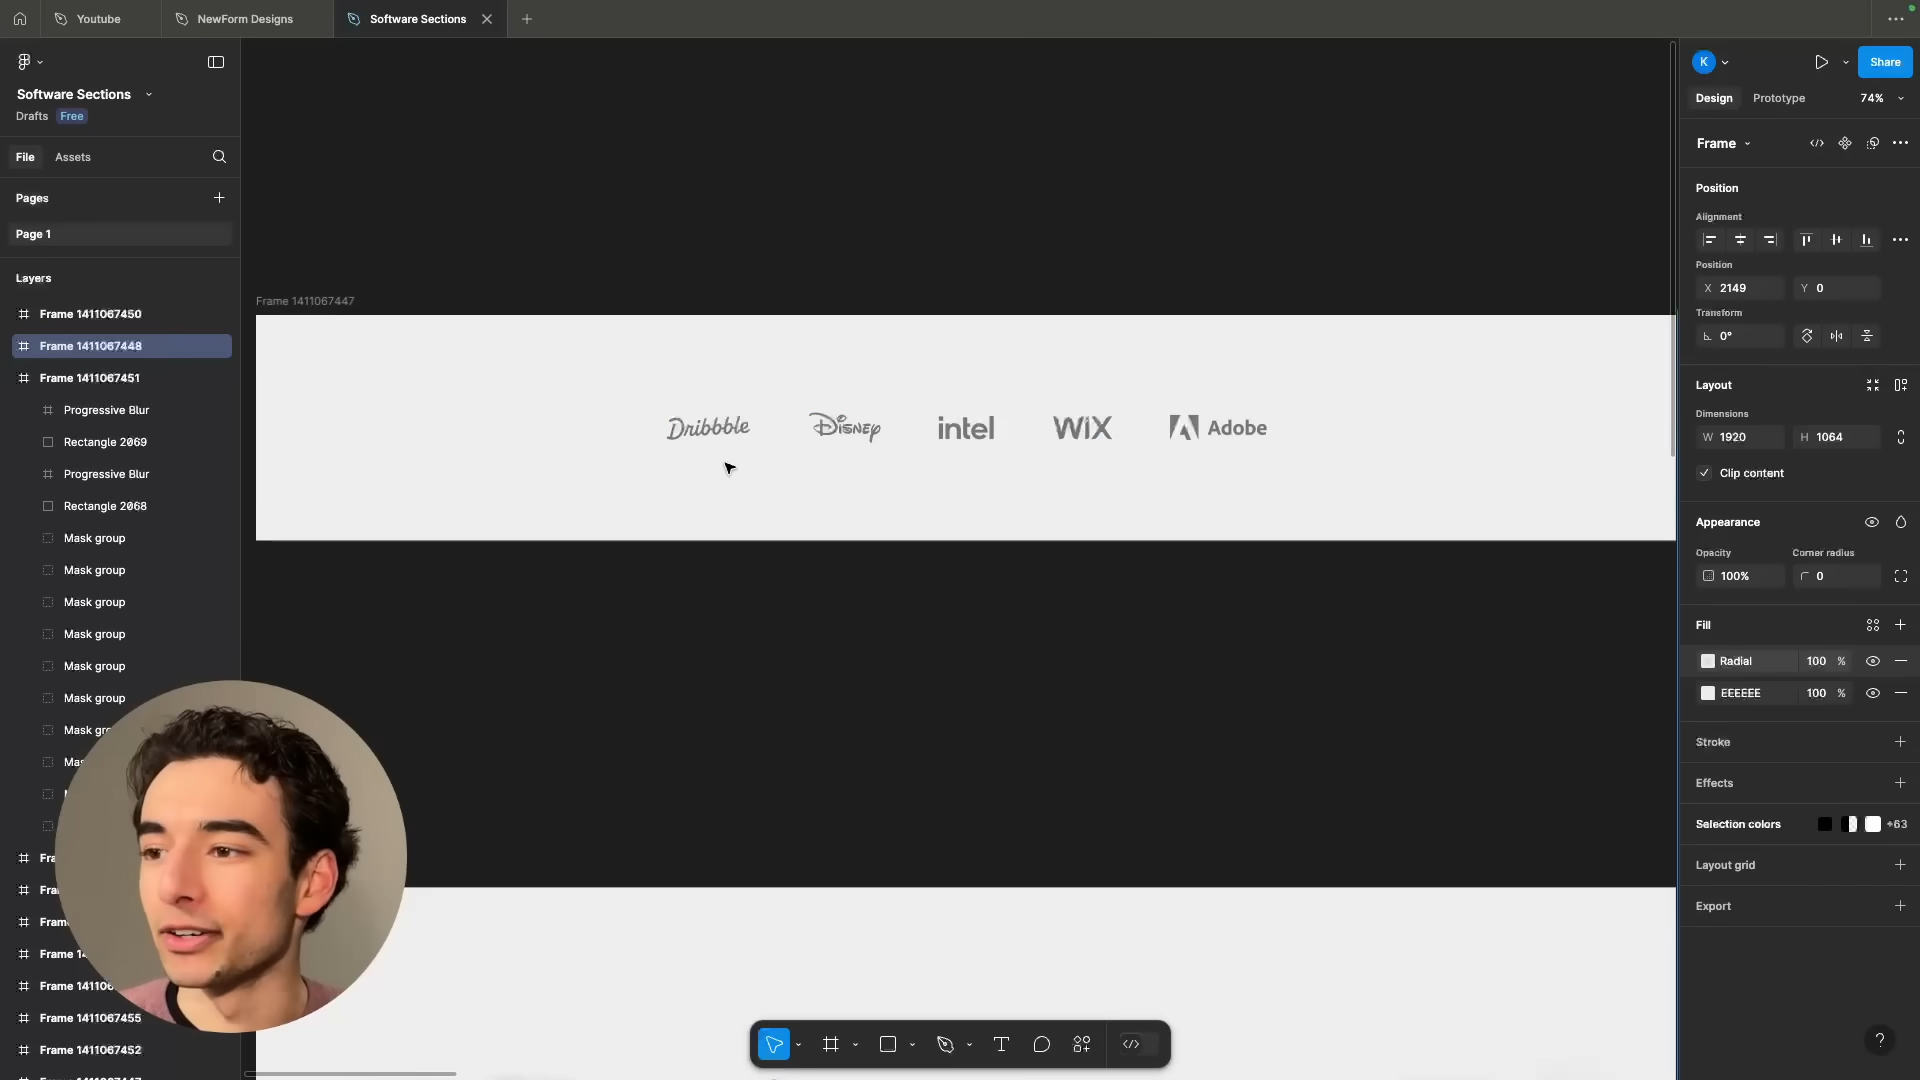 Youtube
NewForm Designs
Software Sections
Software Sections
Drafts Free
File Assets
Pages
Page 1
Layers
Frame 1411067450
Frame 1411067448
Frame 1411067451
Progressive Blur
Rectangle 2069
Progressive Blur
Rectangle 2068
Mask group
Mask group
Mask group
Mask group
Mask group
Mask group
Frame 1411067455
Frame 1411067452
Frame 1411067447
Dribbble
Disney
intel
WIX
Adobe
K
Share
Design Prototype 74%
Frame
Position
Alignment
Position
X 2149 Y 0
Transform
0°
Layout
Dimensions
W 1920 H 1064
Clip content
Appearance
Opacity Corner radius
100% 0
Fill
Radial 100 %
EEEEEE 100 %
Stroke
Effects
Selection colors +63
Layout grid
Export
?